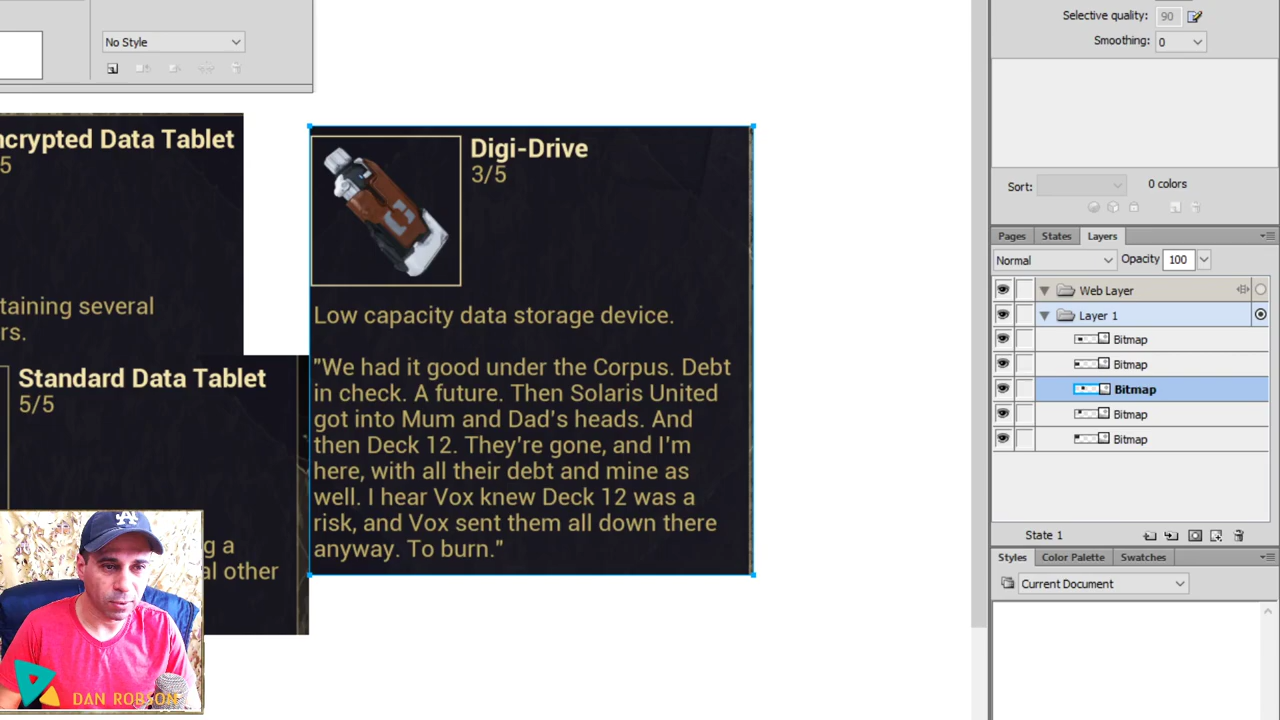 No Style
Selective quality: 90
Smoothing: 0
Sort:
0 colors
Pages States Layers
Normal
Opacity 100
Web Layer
Layer 1
Bitmap
Bitmap
Bitmap
Bitmap
Bitmap
State 1
Styles Color Palette Swatches
Current Document
ncrypted Data Tablet
5
taining several
rs.
Standard Data Tablet
5/5
g a
al other
Digi-Drive
3/5
Low capacity data storage device.
"We had it good under the Corpus. Debt
in check. A future. Then Solaris United
got into Mum and Dad's heads. And
then Deck 12. They're gone, and I'm
here, with all their debt and mine as
well. I hear Vox knew Deck 12 was a
risk, and Vox sent them all down there
anyway. To burn."
LA
DAN ROBSON